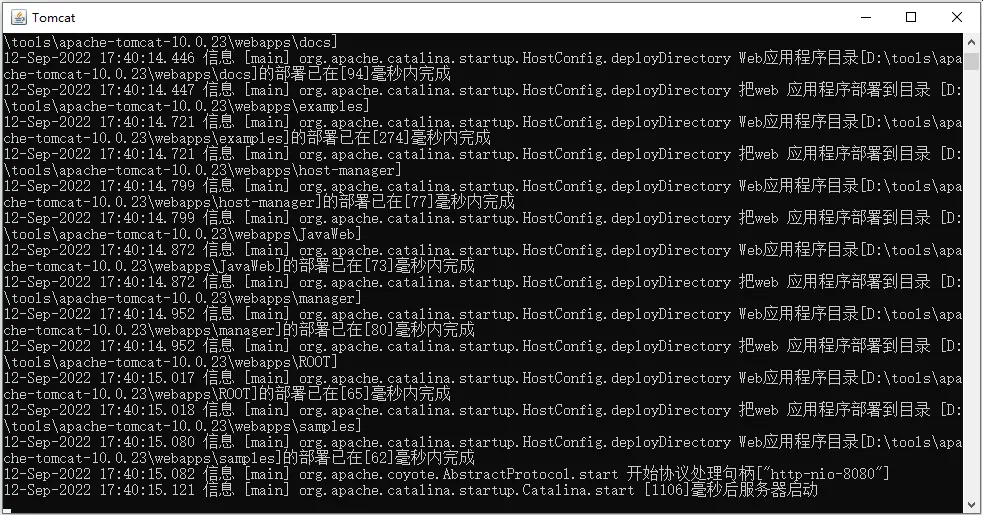 Tomcat
\tools\apache-tomcat-10.0.23\webapps\docs]
12-Sep-2022 17:40:14.446 信息 [main] org.apache.catalina.startup.HostConfig.deployDirectory Web应用程序目录[D:\tools\apa
che-tomcat-10.0.23\webapps\docs]的部署已在[94]毫秒内完成
12-Sep-2022 17:40:14.447 信息 [main] org.apache.catalina.startup.HostConfig.deployDirectory 把web 应用程序部署到目录 [D:
\tools\apache-tomcat-10.0.23\webapps\examples]
12-Sep-2022 17:40:14.721 信息 [main] org.apache.catalina.startup.HostConfig.deployDirectory Web应用程序目录[D:\tools\apa
che-tomcat-10.0.23\webapps\examples]的部署已在[274]毫秒内完成
12-Sep-2022 17:40:14.721 信息 [main] org.apache.catalina.startup.HostConfig.deployDirectory 把web 应用程序部署到目录 [D:
\tools\apache-tomcat-10.0.23\webapps\host-manager]
12-Sep-2022 17:40:14.799 信息 [main] org.apache.catalina.startup.HostConfig.deployDirectory Web应用程序目录[D:\tools\apa
che-tomcat-10.0.23\webapps\host-manager]的部署已在[77]毫秒内完成
12-Sep-2022 17:40:14.799 信息 [main] org.apache.catalina.startup.HostConfig.deployDirectory 把web 应用程序部署到目录 [D:
\tools\apache-tomcat-10.0.23\webapps\JavaWeb]
12-Sep-2022 17:40:14.872 信息 [main] org.apache.catalina.startup.HostConfig.deployDirectory Web应用程序目录[D:\tools\apa
che-tomcat-10.0.23\webapps\JavaWeb]的部署已在[73]毫秒内完成
12-Sep-2022 17:40:14.872 信息 [main] org.apache.catalina.startup.HostConfig.deployDirectory 把web 应用程序部署到目录 [D:
\tools\apache-tomcat-10.0.23\webapps\manager]
12-Sep-2022 17:40:14.952 信息 [main] org.apache.catalina.startup.HostConfig.deployDirectory Web应用程序目录[D:\tools\apa
che-tomcat-10.0.23\webapps\manager]的部署已在[80]毫秒内完成
12-Sep-2022 17:40:14.952 信息 [main] org.apache.catalina.startup.HostConfig.deployDirectory 把web 应用程序部署到目录 [D:
\tools\apache-tomcat-10.0.23\webapps\ROOT]
12-Sep-2022 17:40:15.017 信息 [main] org.apache.catalina.startup.HostConfig.deployDirectory Web应用程序目录[D:\tools\apa
che-tomcat-10.0.23\webapps\ROOT]的部署已在[65]毫秒内完成
12-Sep-2022 17:40:15.018 信息 [main] org.apache.catalina.startup.HostConfig.deployDirectory 把web 应用程序部署到目录 [D:
\tools\apache-tomcat-10.0.23\webapps\samples]
12-Sep-2022 17:40:15.080 信息 [main] org.apache.catalina.startup.HostConfig.deployDirectory Web应用程序目录[D:\tools\apa
che-tomcat-10.0.23\webapps\samples]的部署已在[62]毫秒内完成
12-Sep-2022 17:40:15.082 信息 [main] org.apache.coyote.AbstractProtocol.start 开始协议处理句柄["http-nio-8080"]
12-Sep-2022 17:40:15.121 信息 [main] org.apache.catalina.startup.Catalina.start [1106]毫秒后服务器启动